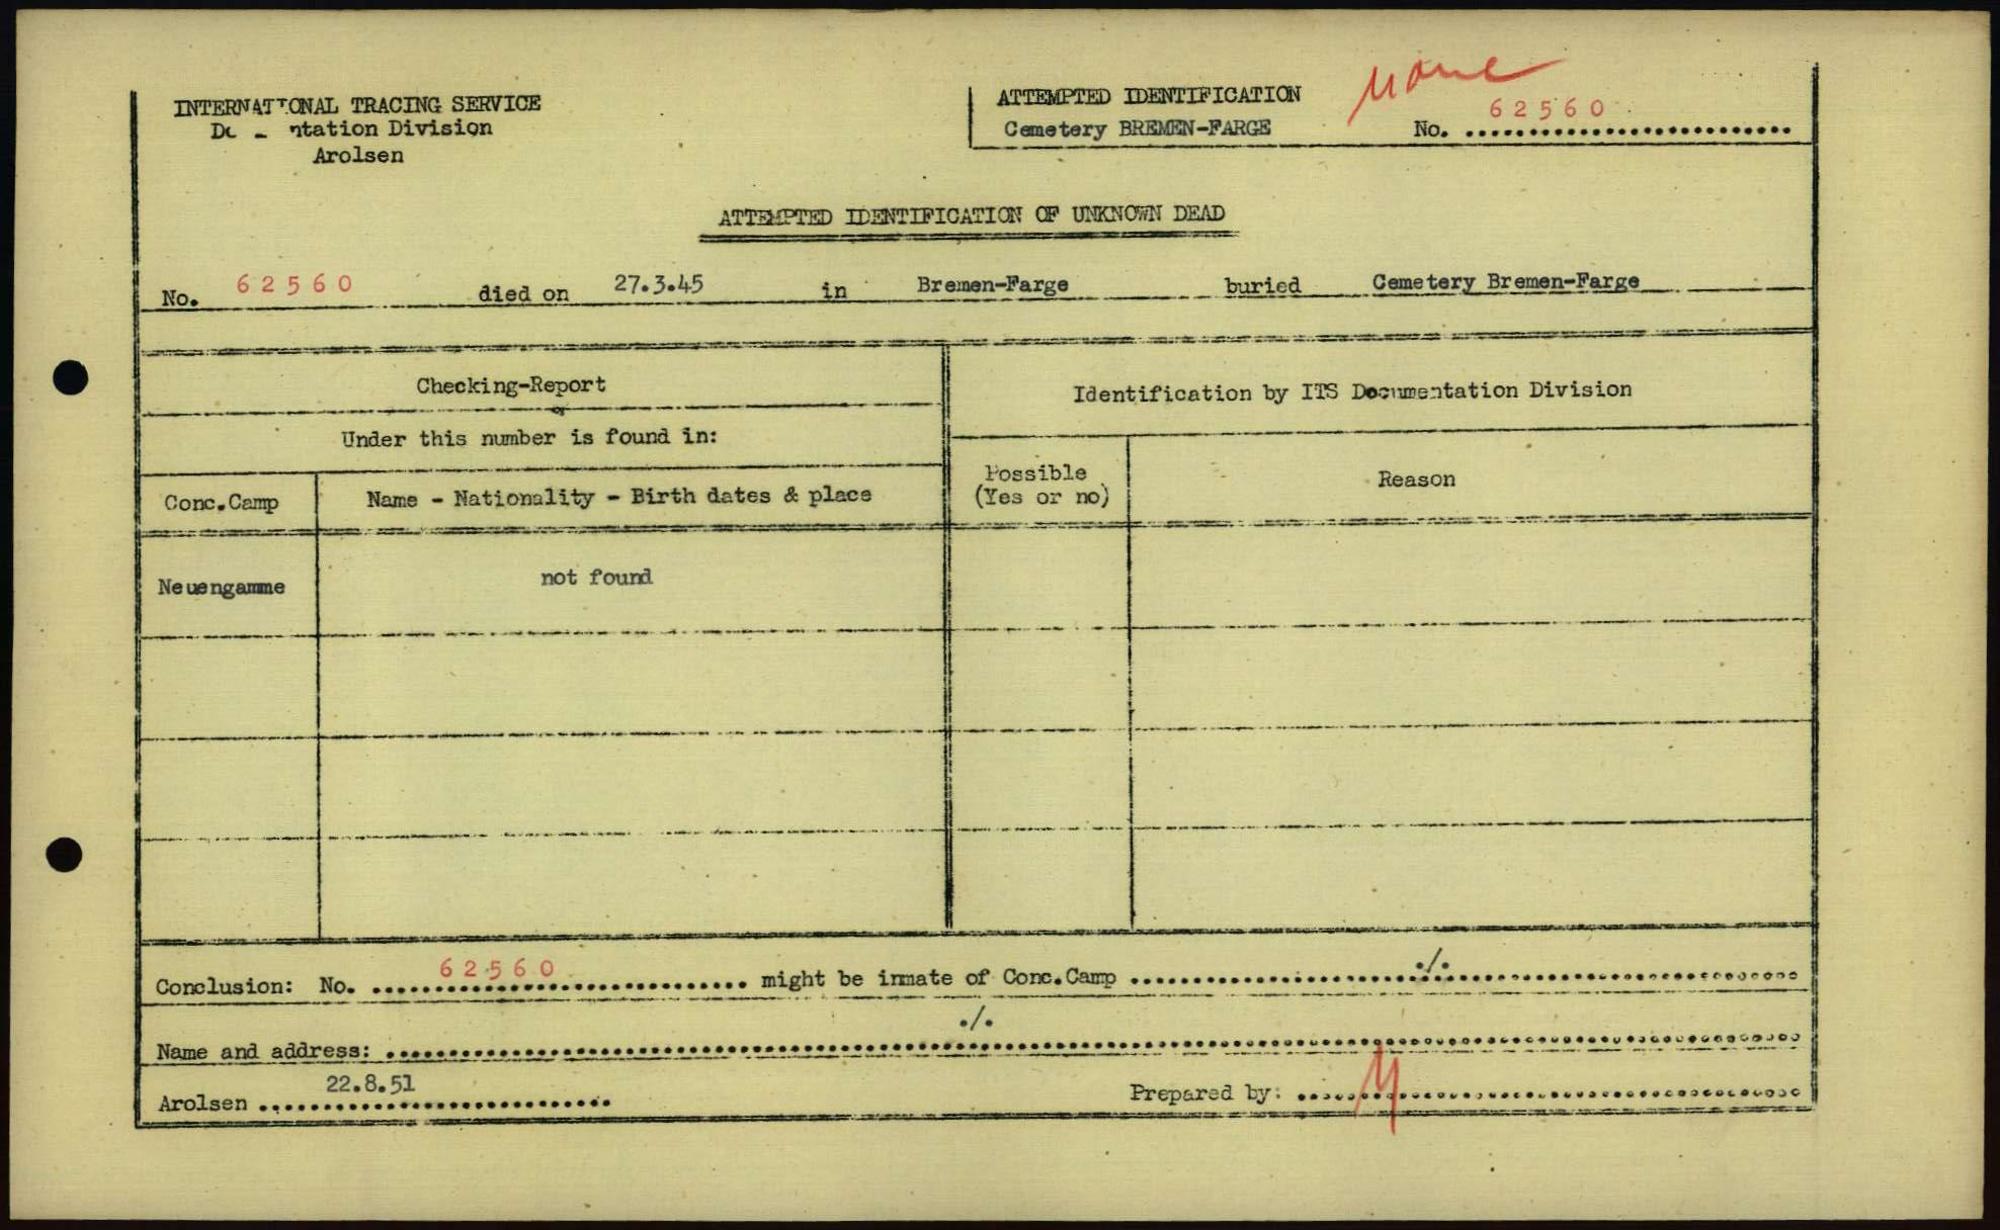 INTERNATIONAL TRACING SERVICE
ntation Division
Arolsen
ATTEMPTED IDENTIFICATION
none
Cemetery BREMEN-FARGE No. 62560
ATTEMPTED IDENTIFICATION OF UNKNOWN DEAD
No. 62560 died on 27.3.45 in Bremen-Farge buried Cemetery Bremen-Farge
Checking-Report
Under this number is found in:
Identification by ITS Documentation Division
Conc.Camp
Name - Nationality - Birth dates & place
Possible
(Yes or no)
Reason
Neuengamme
not found
Conclusion: No. 62560 might be inmate of Conc.Camp ./.
Name and address: ./.
Arolsen 22.8.51
Prepared by: